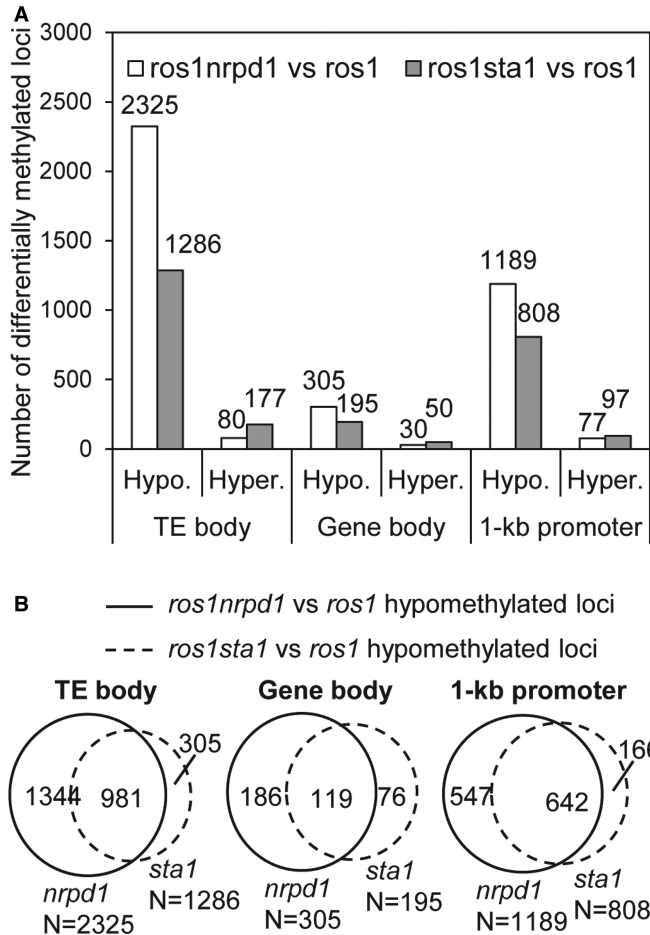 A
Number of differentially methylated loci
3000
2500
2000
1500
1000
500
0
ros1nrpd1 vs ros1
ros1sta1 vs ros1
2325
1286
80
177
305
195
30
50
1189
808
77
97
Hypo. Hyper. Hypo. Hyper. Hypo. Hyper.
TE body Gene body 1-kb promoter
B
ros1nrpd1 vs ros1 hypomethylated loci
ros1sta1 vs ros1 hypomethylated loci
TE body Gene body 1-kb promoter
1344 981 305
186 119 76
547 642 166
nrpd1 sta1 nrpd1 sta1 nrpd1 sta1
N=2325 N=1286 N=305 N=195 N=1189 N=808